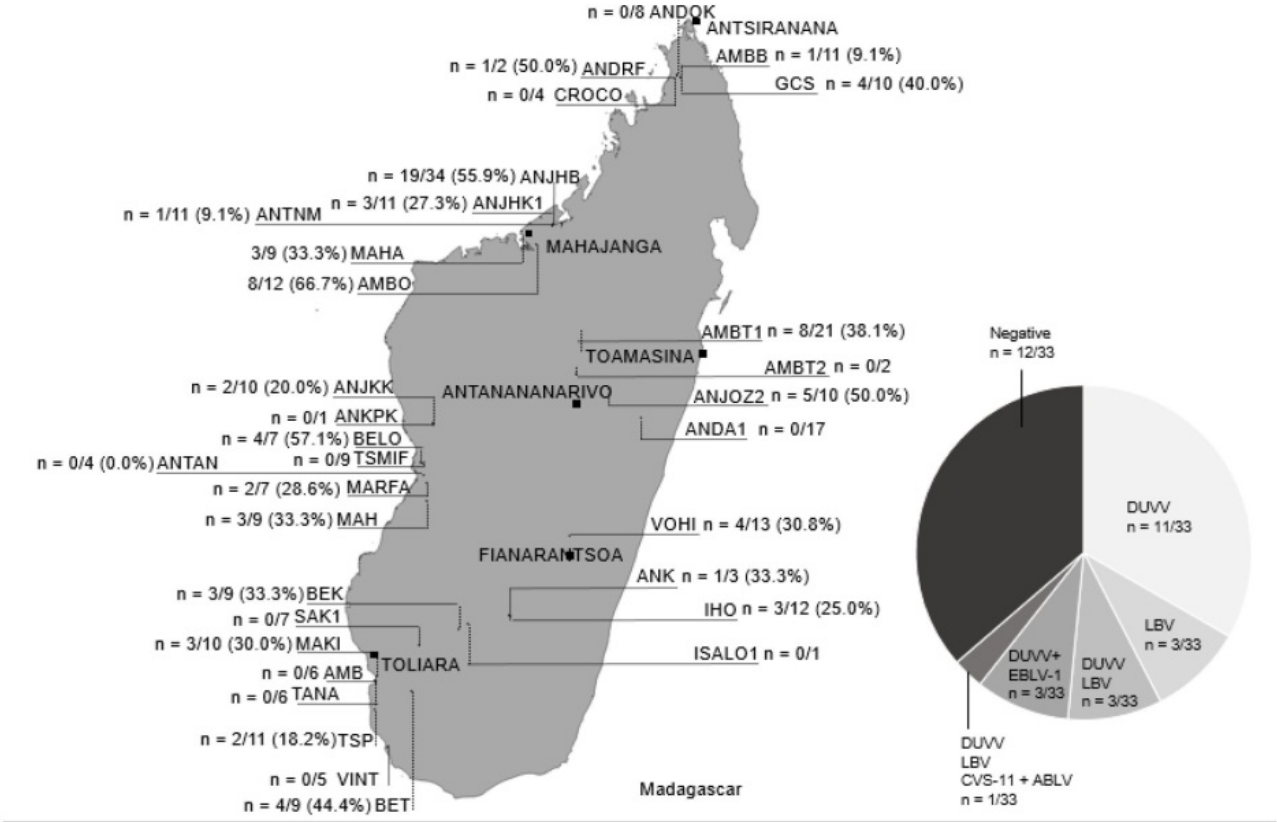 n = 0/8 ANDOK
ANTSIRANANA
AMBB n = 1/11 (9.1%)
n = 1/2 (50.0%) ANDRF
GCS n = 4/10 (40.0%)
n = 0/4 CROCO
n = 19/34 (55.9%) ANJHB
n = 3/11 (27.3%) ANJHK1
n = 1/11 (9.1%) ANTNM
MAHAJANGA
3/9 (33.3%) MAHA
8/12 (66.7%) AMBO
AMBT1 n = 8/21 (38.1%)
TOAMASINA
AMBT2 n = 0/2
n = 2/10 (20.0%) ANJKK
ANTANANANARIVO
ANJOZ2 n = 5/10 (50.0%)
n = 0/1 ANKPK
ANDA1 n = 0/17
n = 4/7 (57.1%) BELO
n = 0/9 TSMIF
n = 0/4 (0.0%) ANTAN
n = 2/7 (28.6%) MARFA
n = 3/9 (33.3%) MAH
VOHI n = 4/13 (30.8%)
FIANARANTSOA
ANK n = 1/3 (33.3%)
n = 3/9 (33.3%) BEK
IHO n = 3/12 (25.0%)
n = 0/7 SAK1
n = 3/10 (30.0%) MAKI
ISALO1 n = 0/1
TOLIARA
n = 0/6 AMB
n = 0/6 TANA
n = 2/11 (18.2%) TSP
n = 0/5 VINT
n = 4/9 (44.4%) BET
Madagascar
Negative
n = 12/33
DUVV
n = 11/33
LBV
n = 3/33
DUVV
LBV
n = 3/33
DUVV+
EBLV-1
n = 3/33
DUVV
LBV
CVS-11 + ABLV
n = 1/33